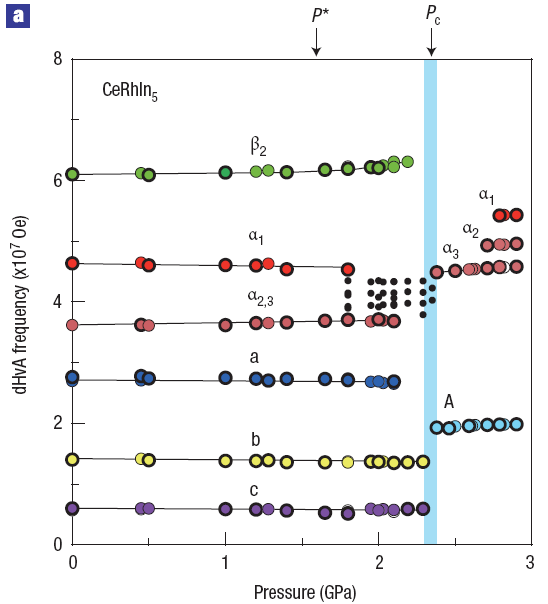 a
P* Pc
8
CeRhIn5
β2
6
α1
α2
α1
α3
4
α2,3
a
A
2
b
c
0
0 1 2 3
Pressure (GPa)
dHvA frequency (x10⁷ Oe)